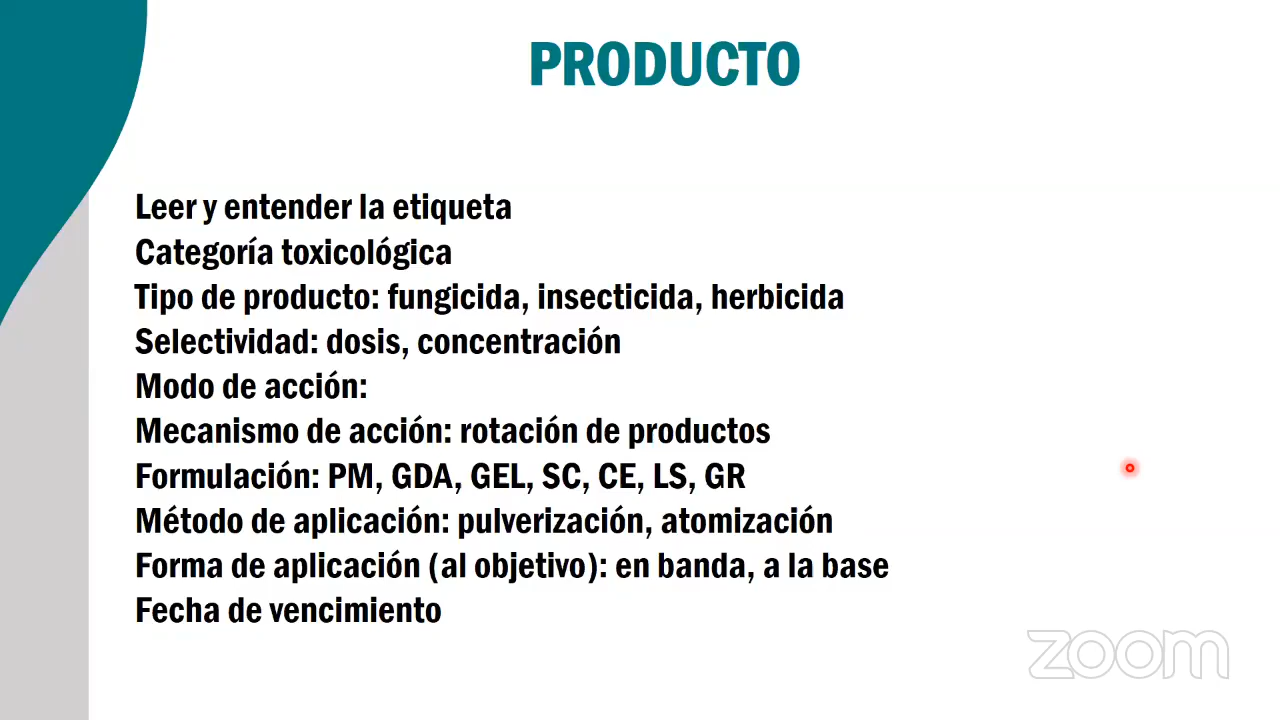 PRODUCTO
Leer y entender la etiqueta
Categoría toxicológica
Tipo de producto: fungicida, insecticida, herbicida
Selectividad: dosis, concentración
Modo de acción:
Mecanismo de acción: rotación de productos
Formulación: PM, GDA, GEL, SC, CE, LS, GR
Método de aplicación: pulverización, atomización
Forma de aplicación (al objetivo): en banda, a la base
Fecha de vencimiento
zoom